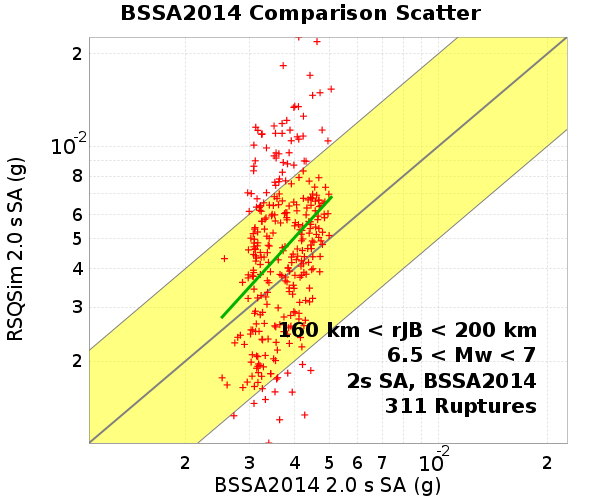 BSSA2014 Comparison Scatter
RSQSim 2.0 s SA (g)
2
10-2
8
6
5
4
3
2
160 km < rJB < 200 km
6.5 < Mw < 7
2s SA, BSSA2014
311 Ruptures
2 3 4 5 6 7 10-2 2
BSSA2014 2.0 s SA (g)